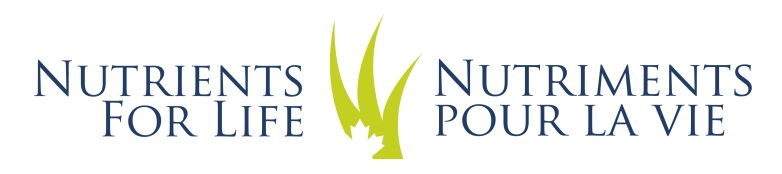 NUTRIENTS
FOR LIFE
NUTRIMENTS
POUR LA VIE